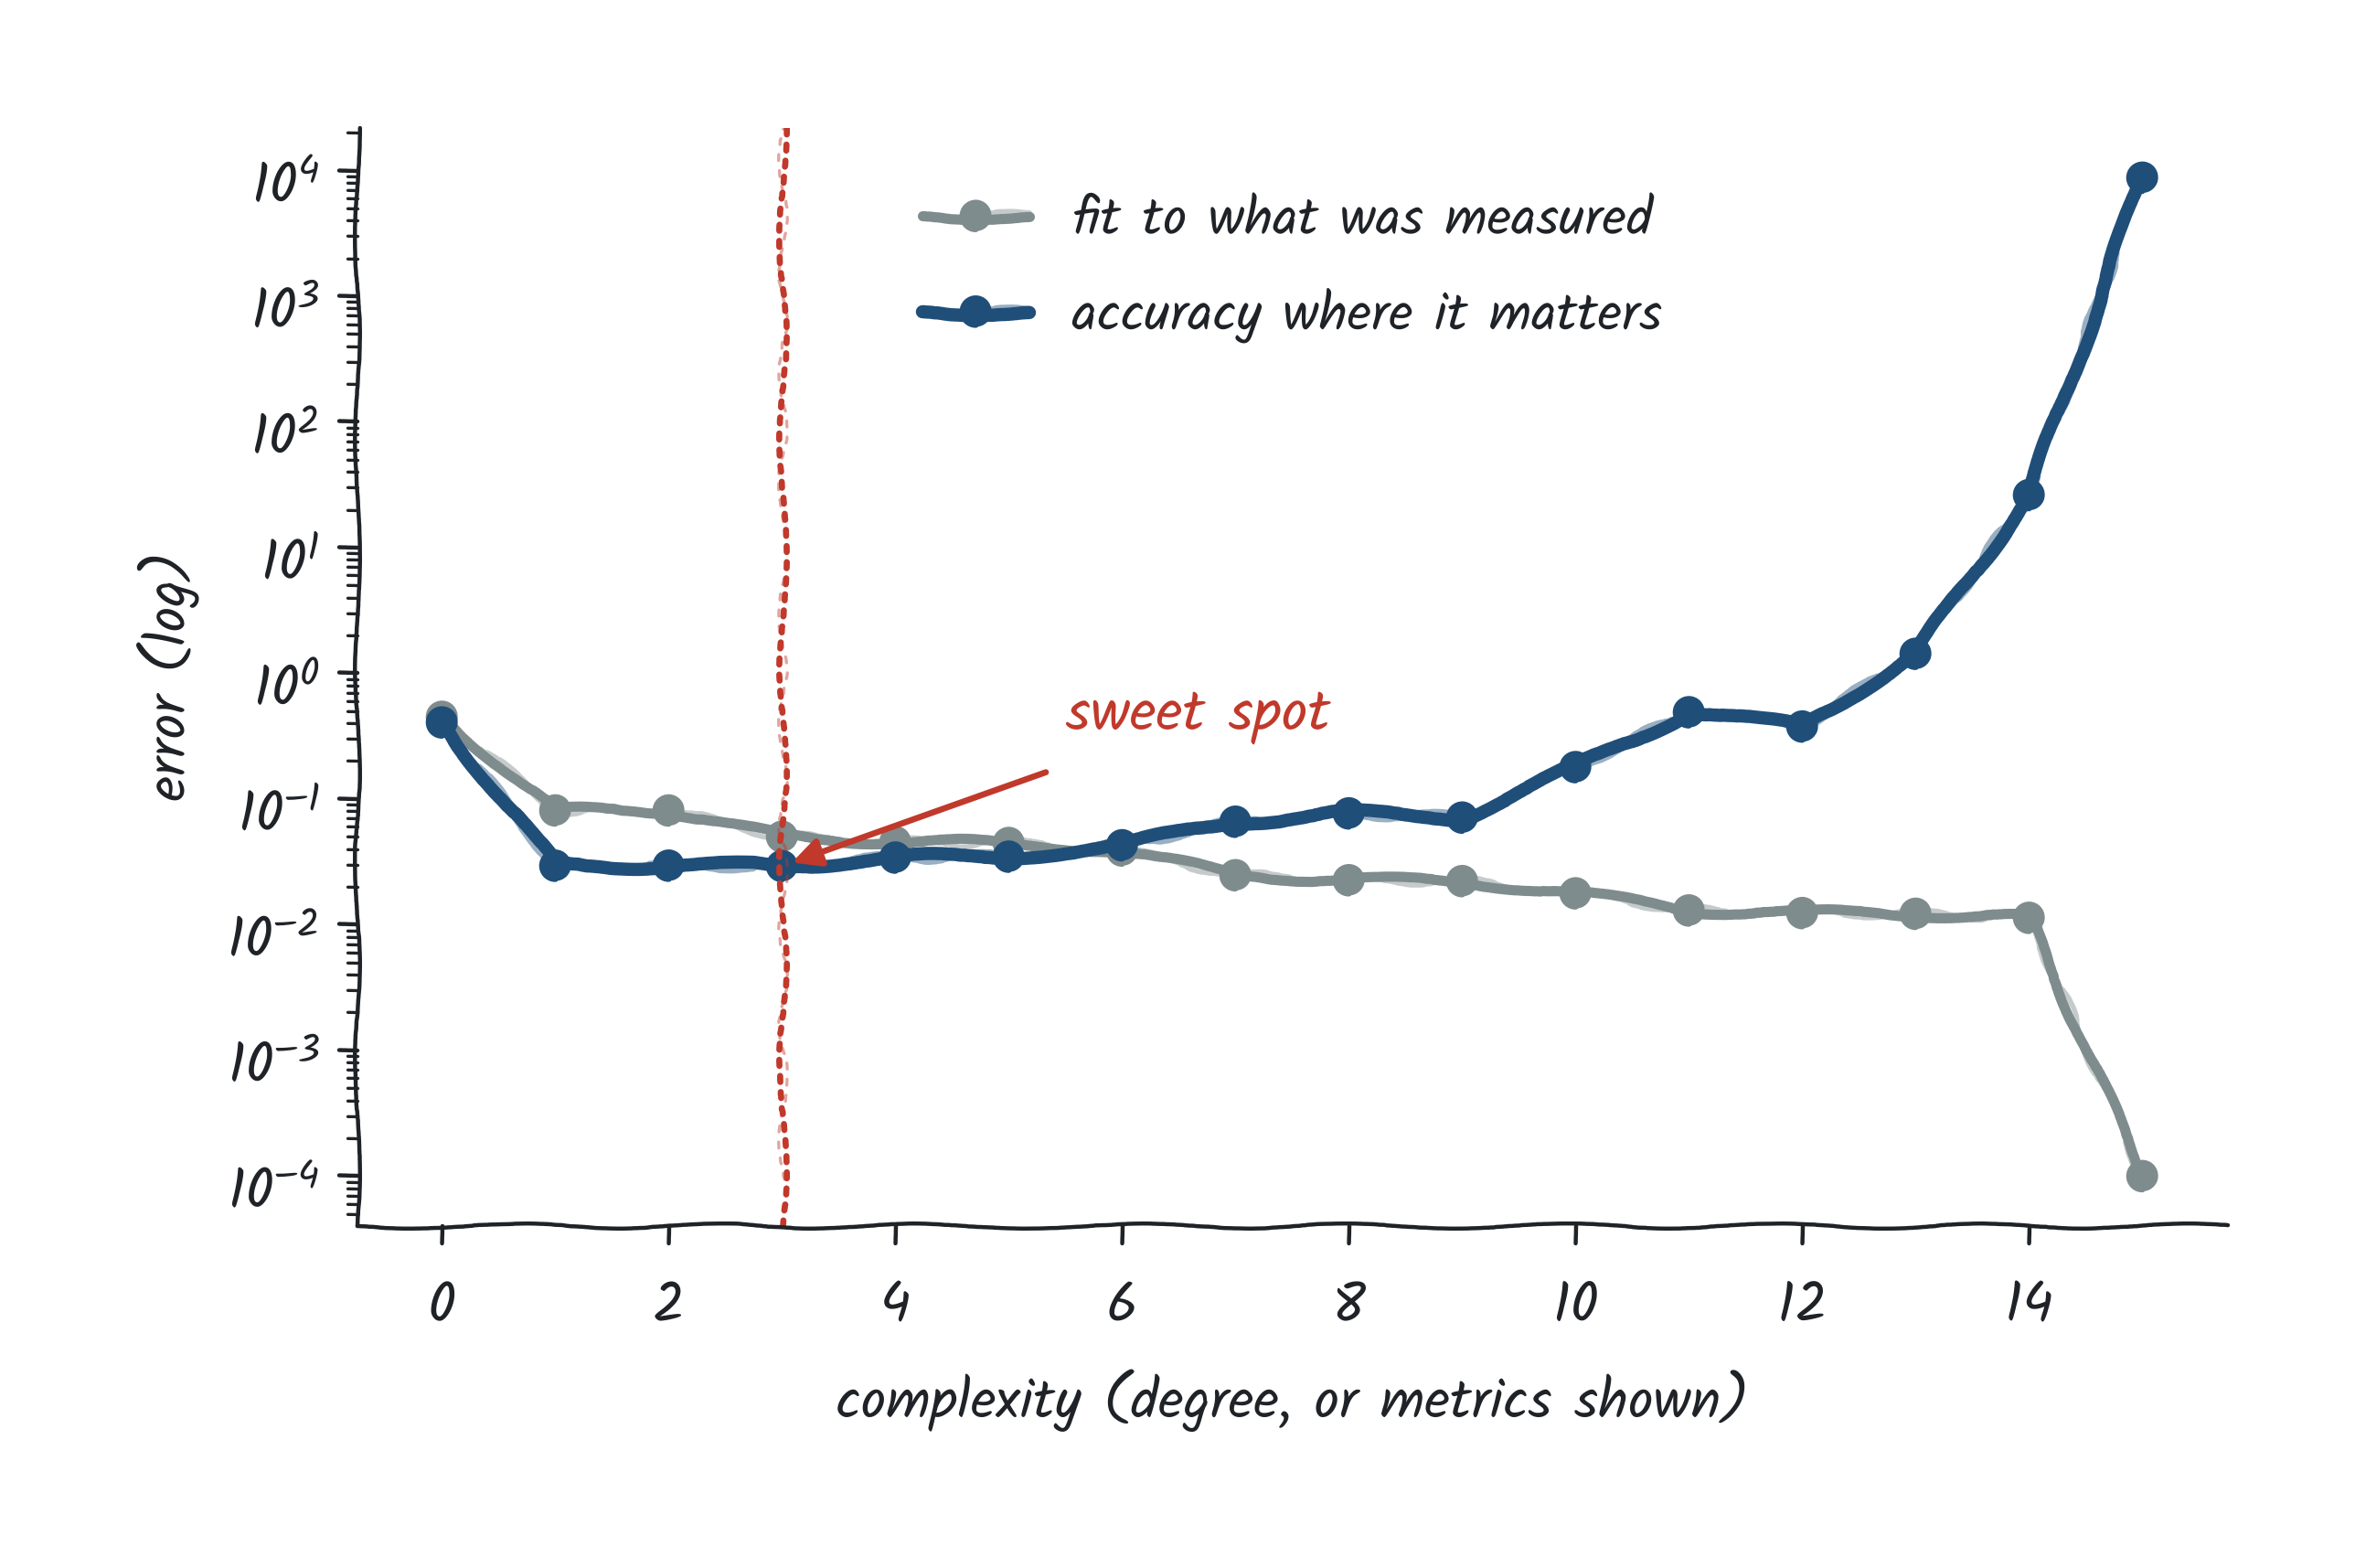 10⁴
10³
10²
10¹
10⁰
10⁻¹
10⁻²
10⁻³
10⁻⁴
error (log)
fit to what was measured
accuracy where it matters
sweet spot
0 2 4 6 8 10 12 14
complexity (degree, or metrics shown)